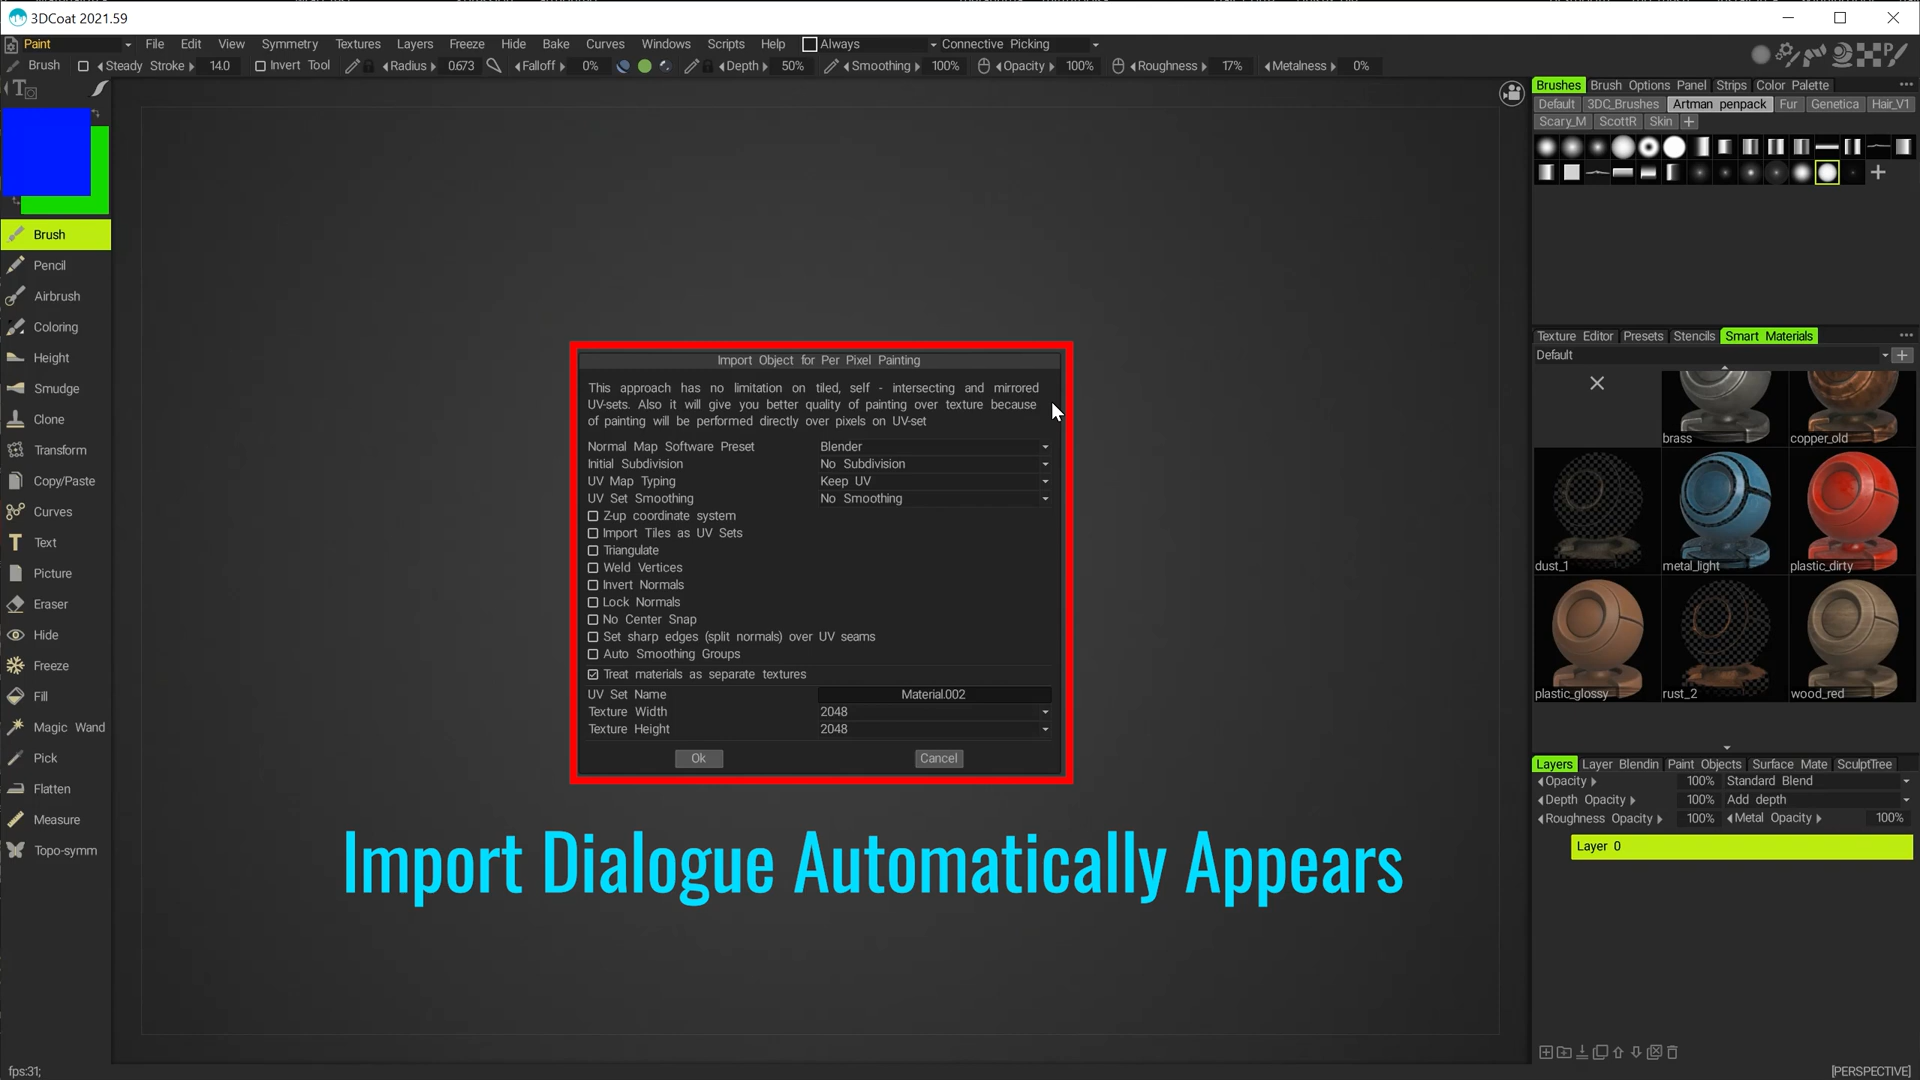 3DCoat 2021.59
Paint File Edit View Symmetry Textures Layers Freeze Hide Bake Curves Windows Scripts Help Always Connective Picking
Brush Steady Stroke 14.0 Invert Tool Radius 0.673 Falloff 0% Depth 50% Smoothing 100% Opacity 100% Roughness 17% Metalness 0%
Brush
Pencil
Airbrush
Coloring
Height
Smudge
Clone
Transform
Copy/Paste
Curves
Text
Picture
Eraser
Hide
Freeze
Fill
Magic Wand
Pick
Flatten
Measure
Topo-symm
fps:31;
Import Object for Per Pixel Painting
This approach has no limitation on tiled, self - intersecting and mirrored
UV-sets. Also it will give you better quality of painting over texture because
of painting will be performed directly over pixels on UV-set
Normal Map Software Preset Blender
Initial Subdivision No Subdivision
UV Map Typing Keep UV
UV Set Smoothing No Smoothing
Z-up coordinate system
Import Tiles as UV Sets
Triangulate
Weld Vertices
Invert Normals
Lock Normals
No Center Snap
Set sharp edges (split normals) over UV seams
Auto Smoothing Groups
Treat materials as separate textures
UV Set Name Material.002
Texture Width 2048
Texture Height 2048
Ok Cancel
Import Dialogue Automatically Appears
Brushes Brush Options Panel Strips Color Palette
Default 3DC_Brushes Artman penpack Fur Genetica Hair_V1
Scary_M ScottR Skin +
Texture Editor Presets Stencils Smart Materials
Default
brass copper_old
dust_1 metal_light plastic_dirty
plastic_glossy rust_2 wood_red
Layers Layer Blendin Paint Objects Surface Mate SculptTree
Opacity 100% Standard Blend
Depth Opacity 100% Add depth
Roughness Opacity 100% Metal Opacity 100%
Layer 0
[PERSPECTIVE]